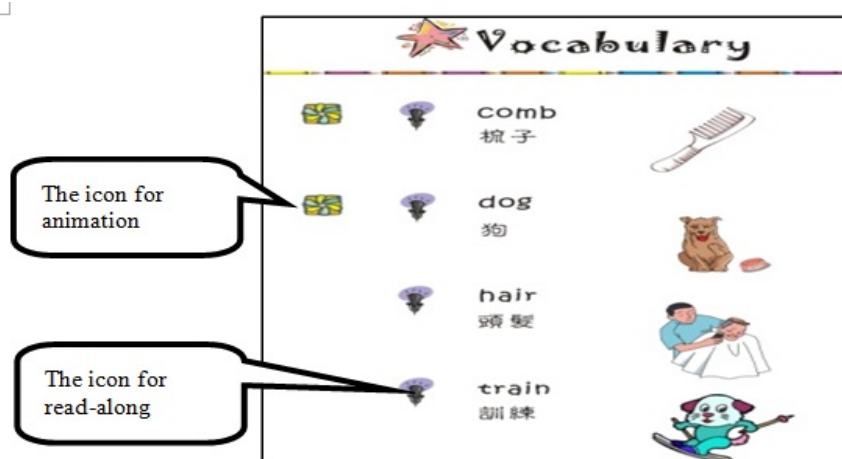 Vocabulary
comb
梳子
The icon for
animation
dog
狗
hair
頭髮
The icon for
read-along
train
訓練